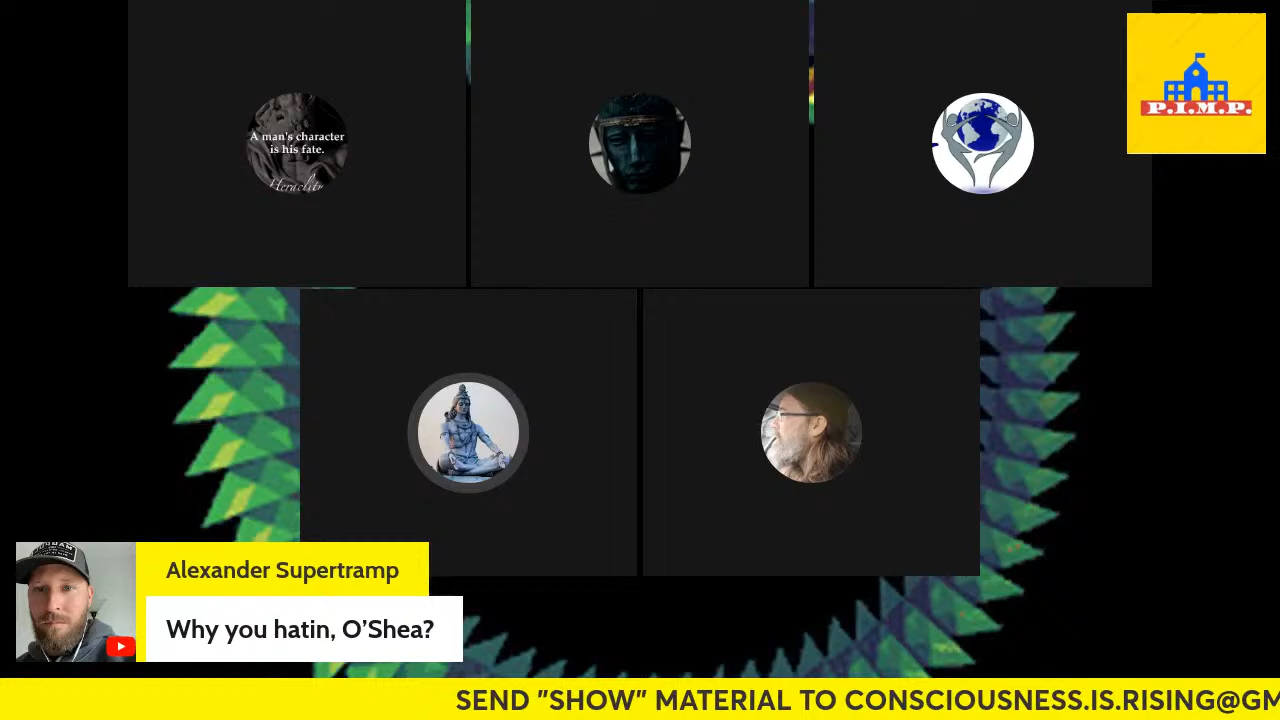 A man's character
is his fate.
P.I.M.P.
Alexander Supertramp
Why you hatin, O’Shea?
SEND "SHOW" MATERIAL TO CONSCIOUSNESS.IS.RISING@GM